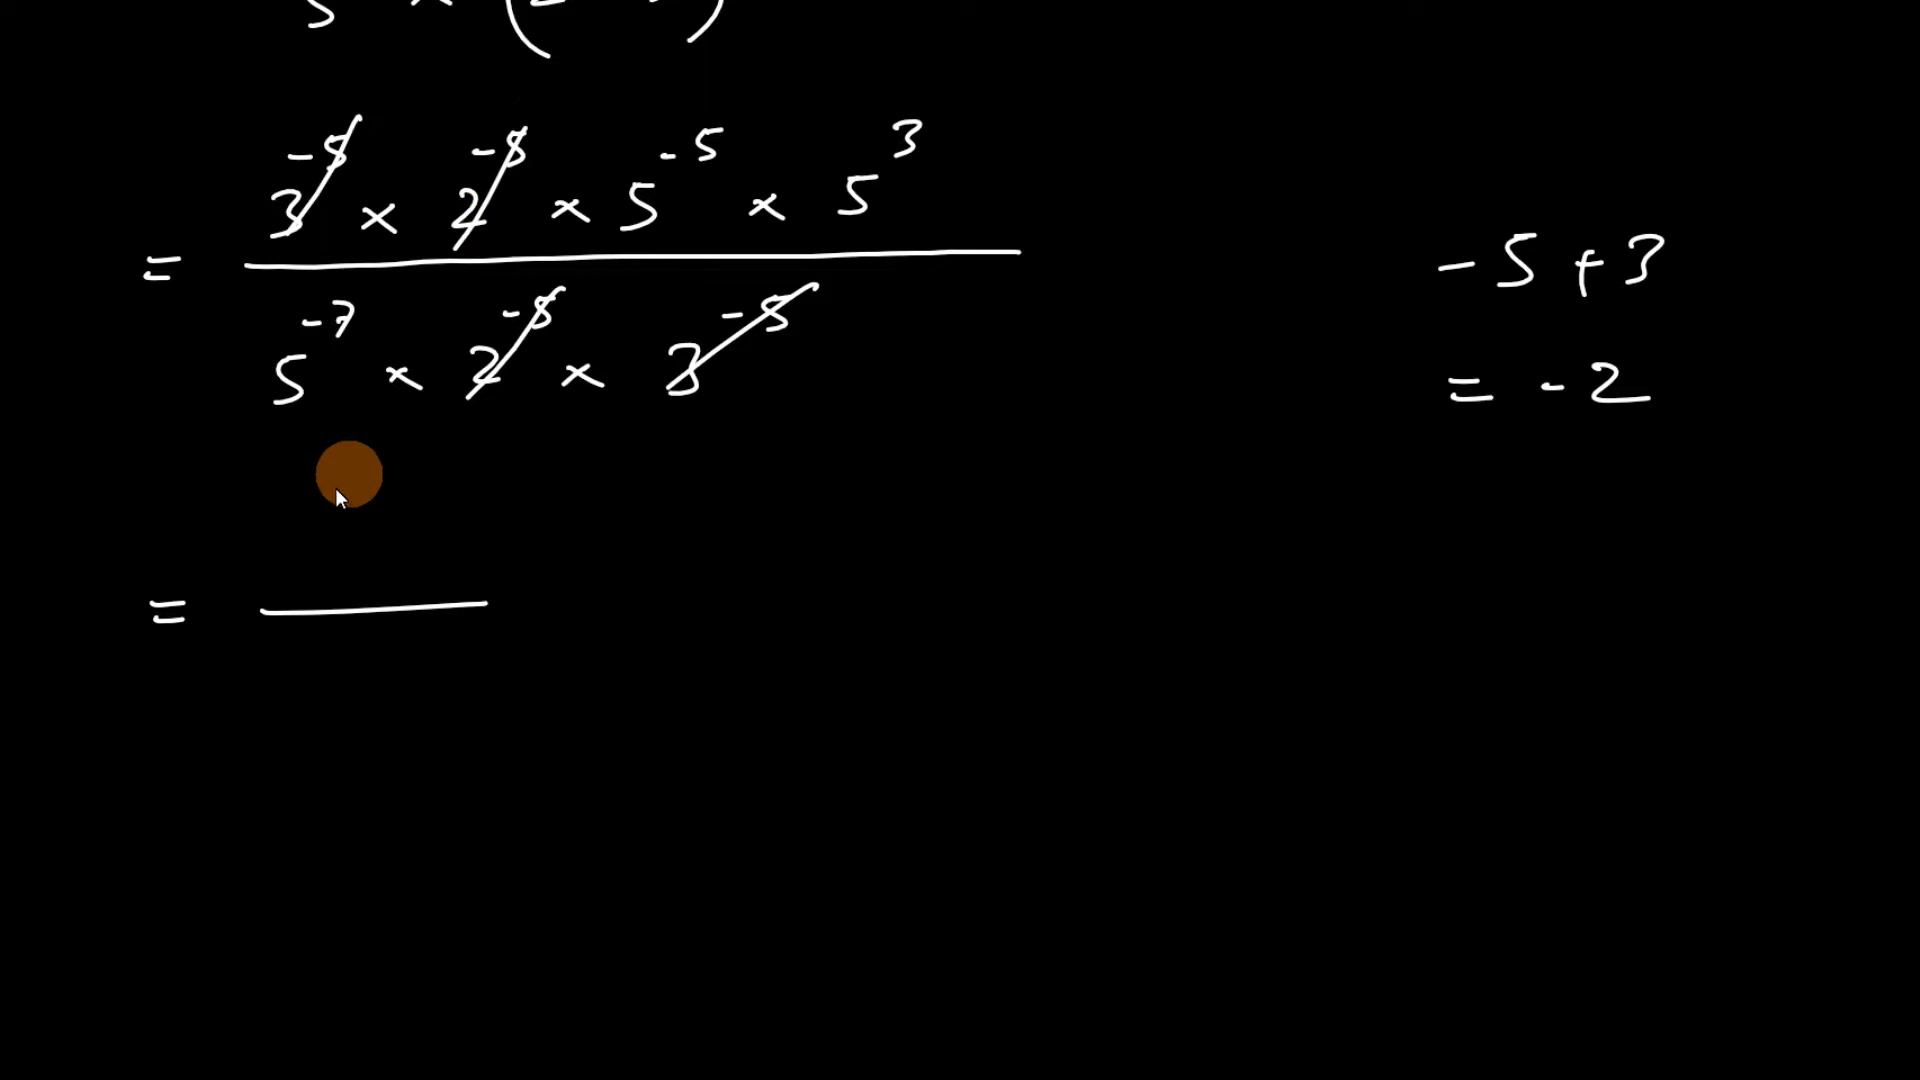 = (3^-5 × 2^-5 × 5^-5 × 5^3) / (5^-7 × 2^-5 × 3^-5)
-5 + 3
= -2
=